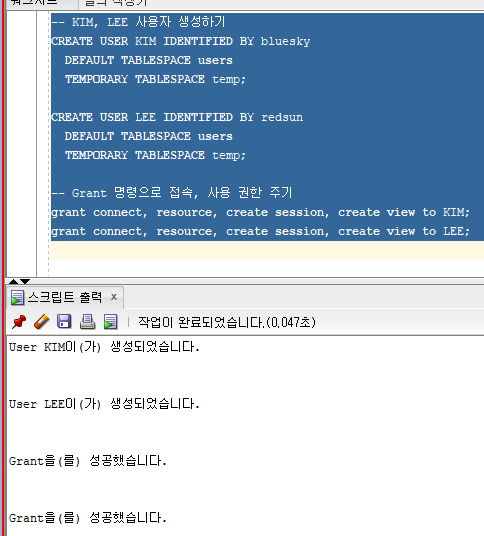 -- KIM, LEE 사용자 생성하기
CREATE USER KIM IDENTIFIED BY bluesky
DEFAULT TABLESPACE users
TEMPORARY TABLESPACE temp;
CREATE USER LEE IDENTIFIED BY redsun
DEFAULT TABLESPACE users
TEMPORARY TABLESPACE temp;
-- Grant 명령으로 접속, 사용 권한 주기
grant connect, resource, create session, create view to KIM;
grant connect, resource, create session, create view to LEE;
스크립트 출력 x
작업이 완료되었습니다.(0,047초)
User KIM이(가) 생성되었습니다.
User LEE이(가) 생성되었습니다.
Grant을(를) 성공했습니다.
Grant을(를) 성공했습니다.